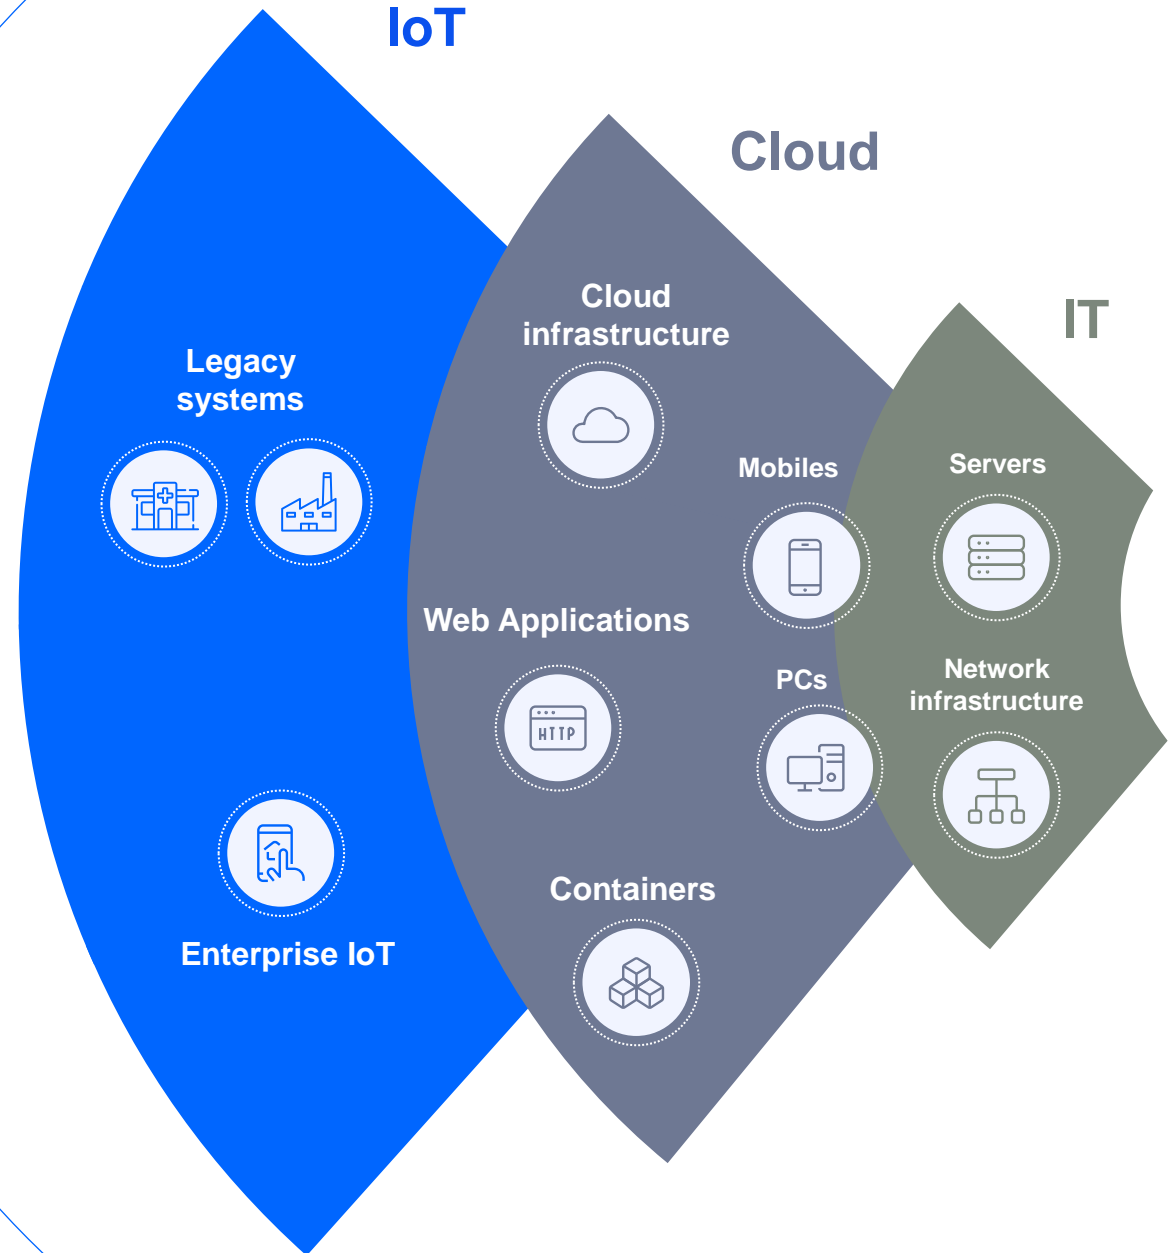 IoT
Cloud
IT
Legacy
systems
Enterprise IoT
Cloud
infrastructure
Web Applications
HTTP
Containers
Mobiles
PCs
Servers
Network
infrastructure